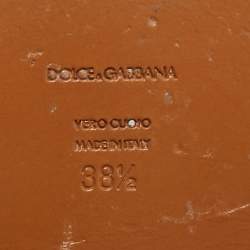 DOLCE & GABBANA
VERO CUOIO
MADE IN ITALY
38½